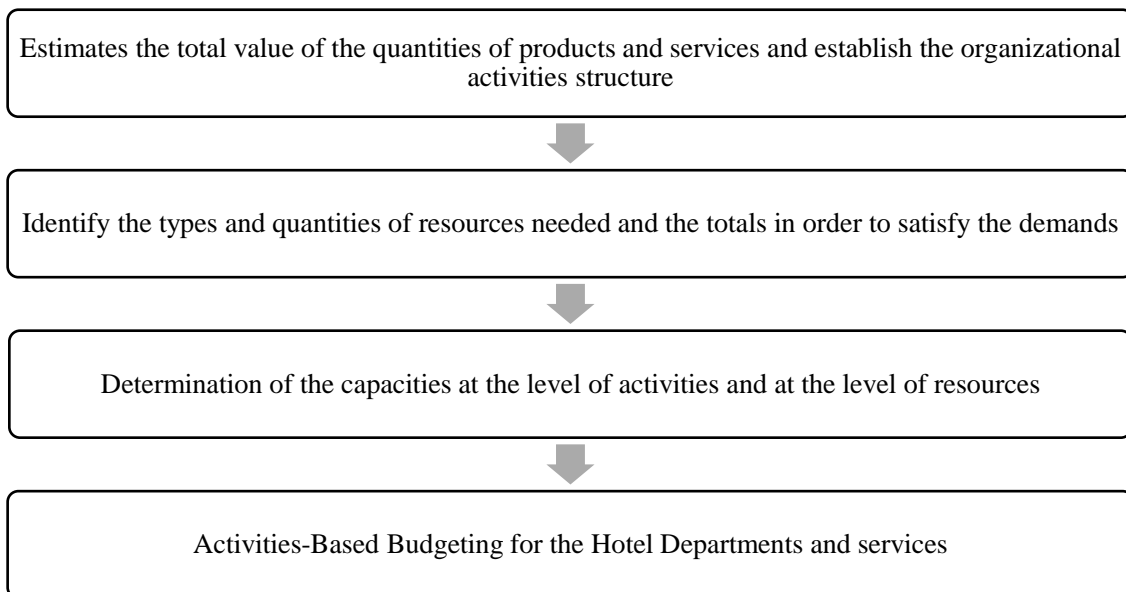 Estimates the total value of the quantities of products and services and establish the organizational
activities structure
Identify the types and quantities of resources needed and the totals in order to satisfy the demands
Determination of the capacities at the level of activities and at the level of resources
Activities-Based Budgeting for the Hotel Departments and services